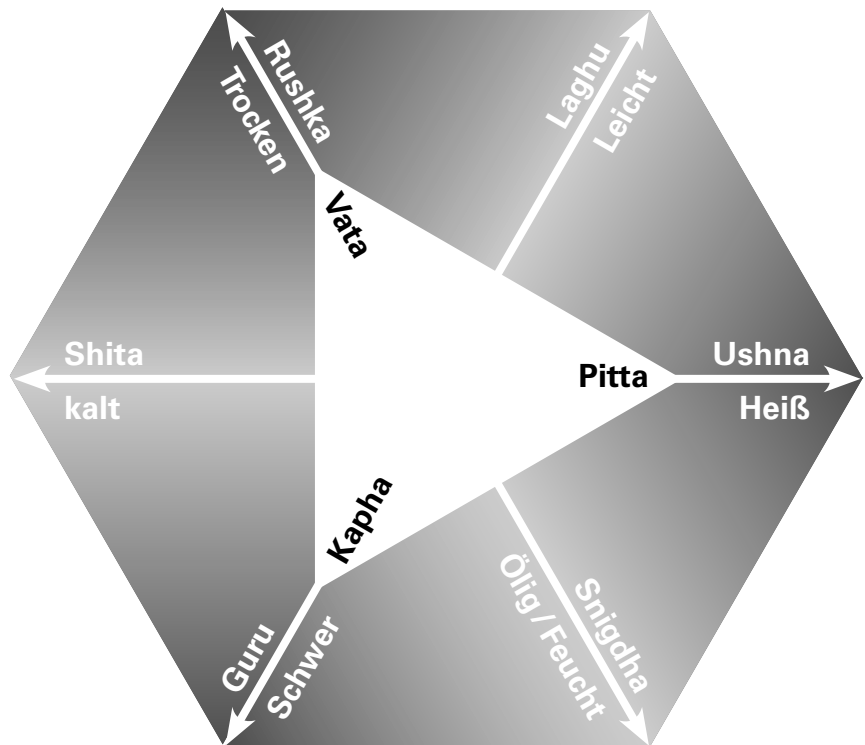 Rushka
Trocken
Laghu
Leicht
Vata
Shita
kalt
Pitta
Ushna
Heiß
Kapha
Guru
Schwer
Ölig / Feucht
Snigdha